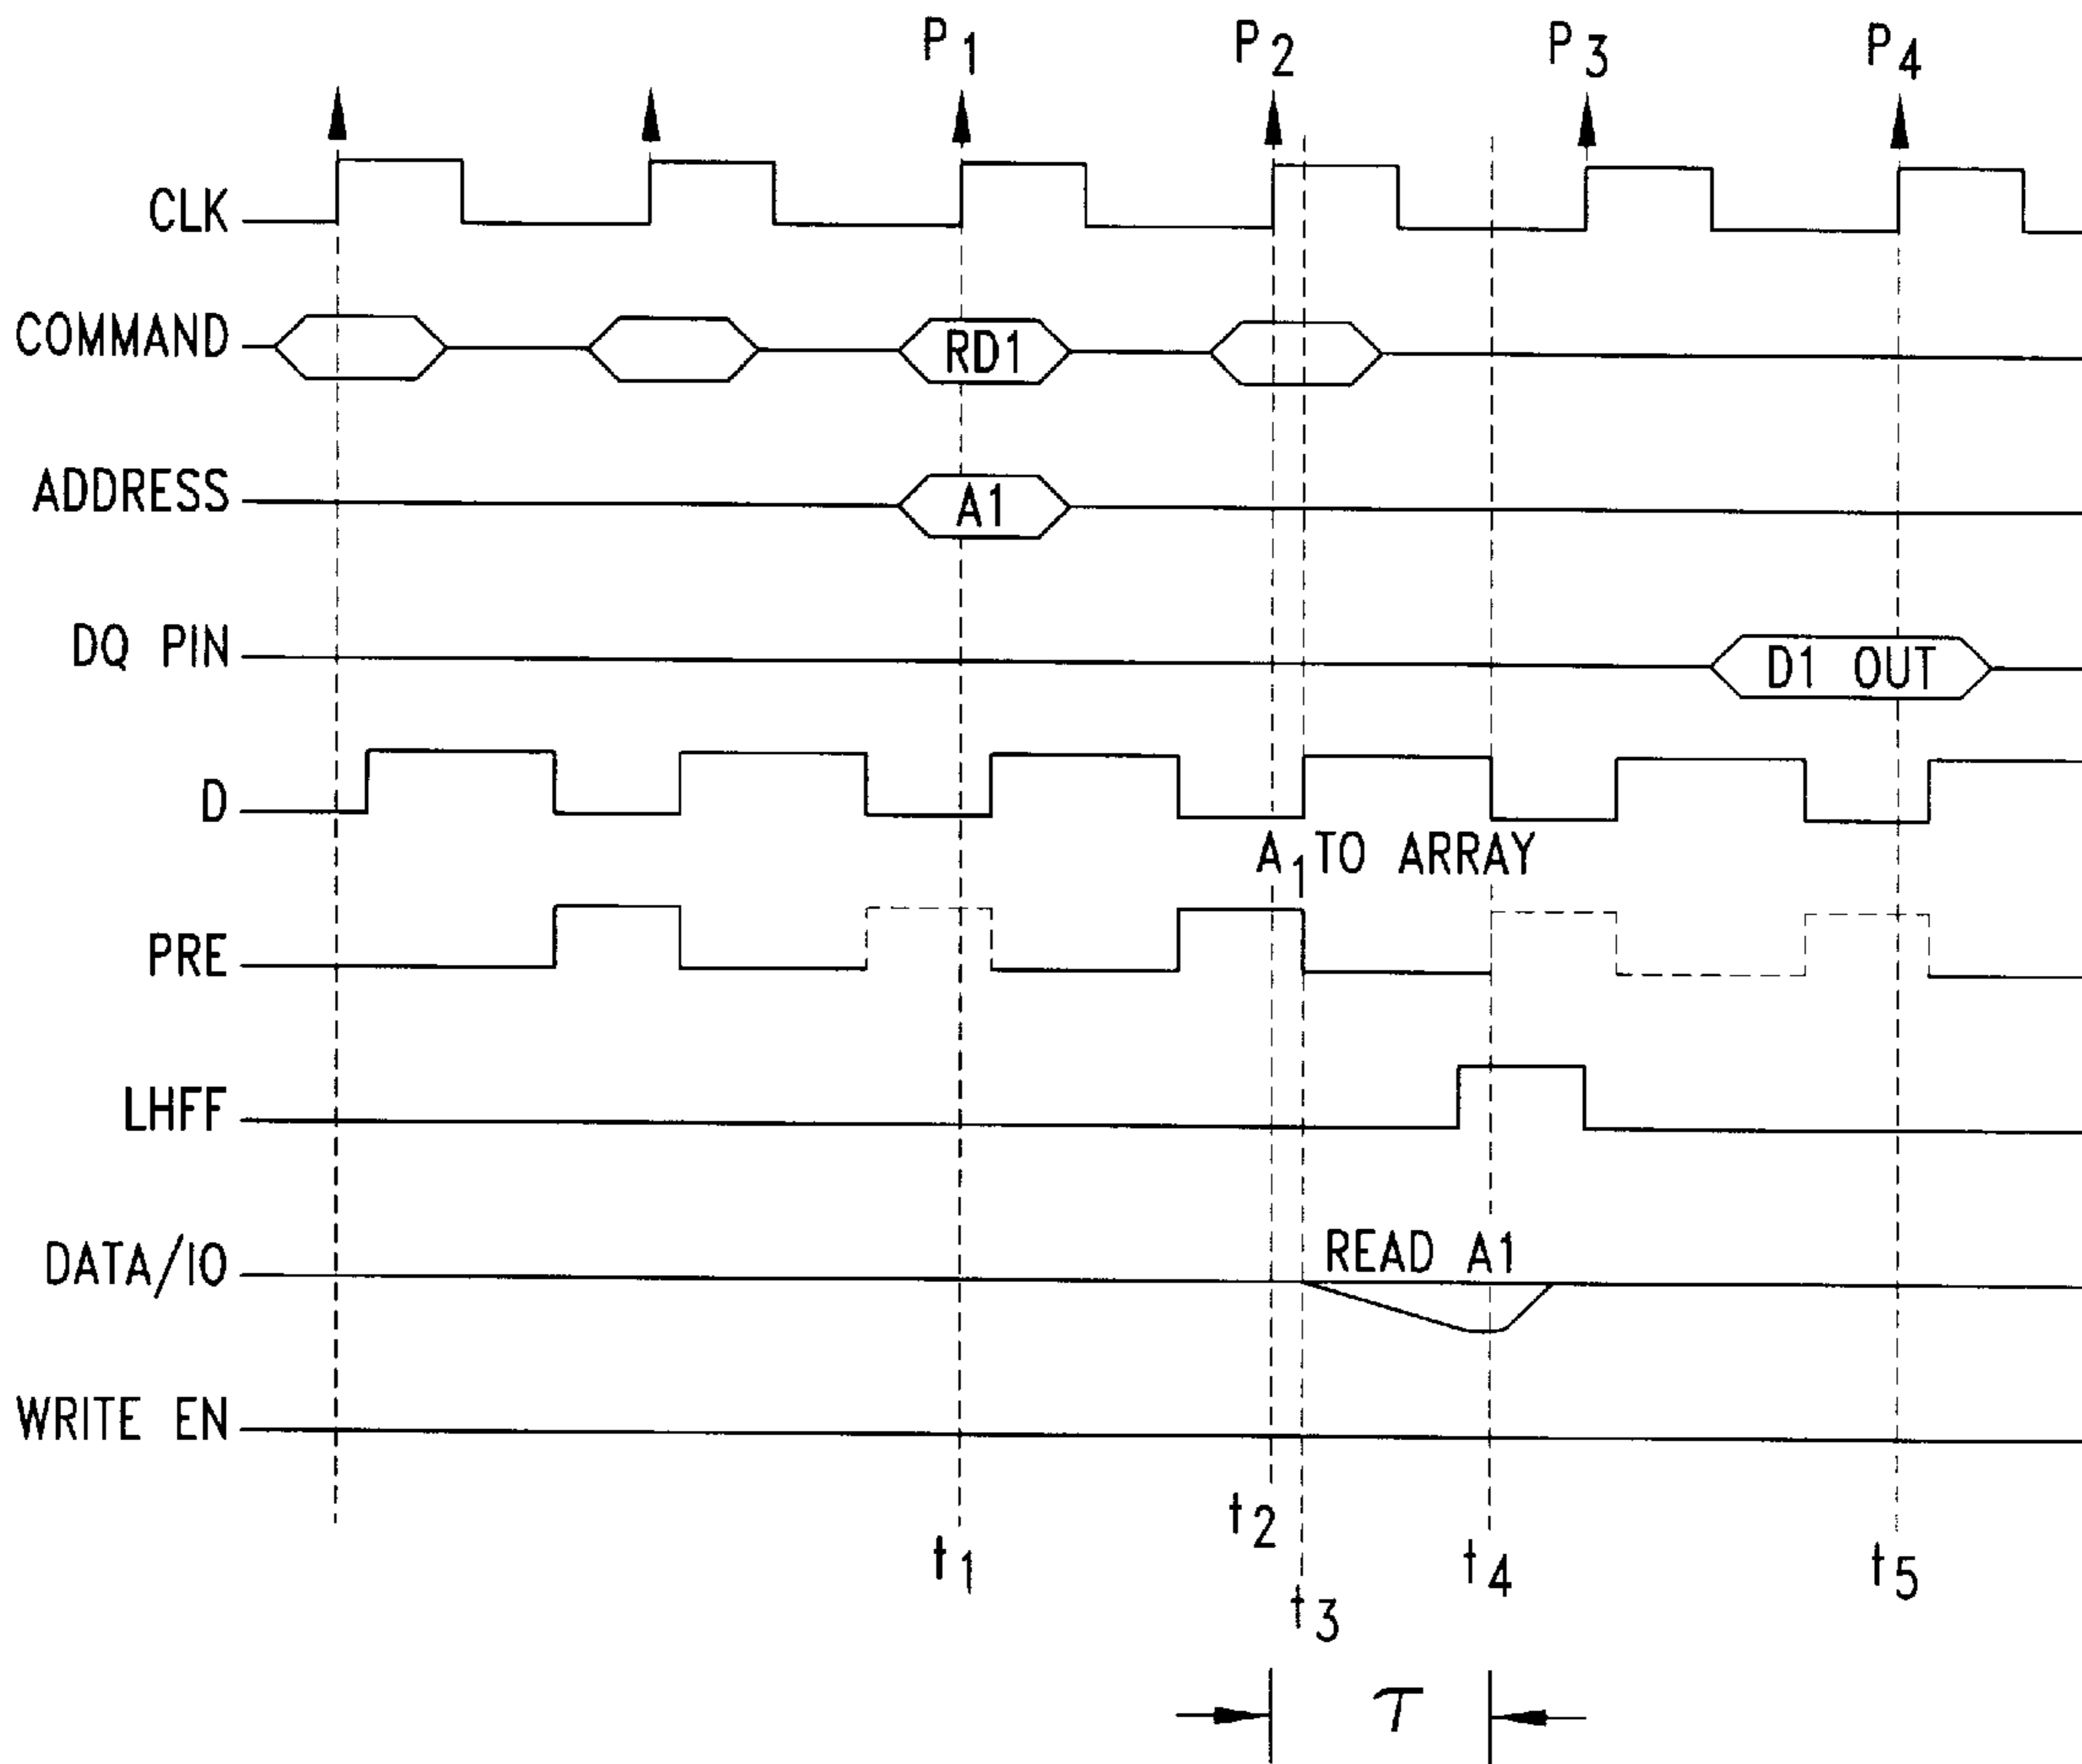 P1 P2 P3 P4
CLK
COMMAND RD1
ADDRESS A1
DQ PIN D1 OUT
D
A1 TO ARRAY
PRE
LHFF
DATA/IO READ A1
WRITE EN
t1 t2 t3 t4 t5
τ